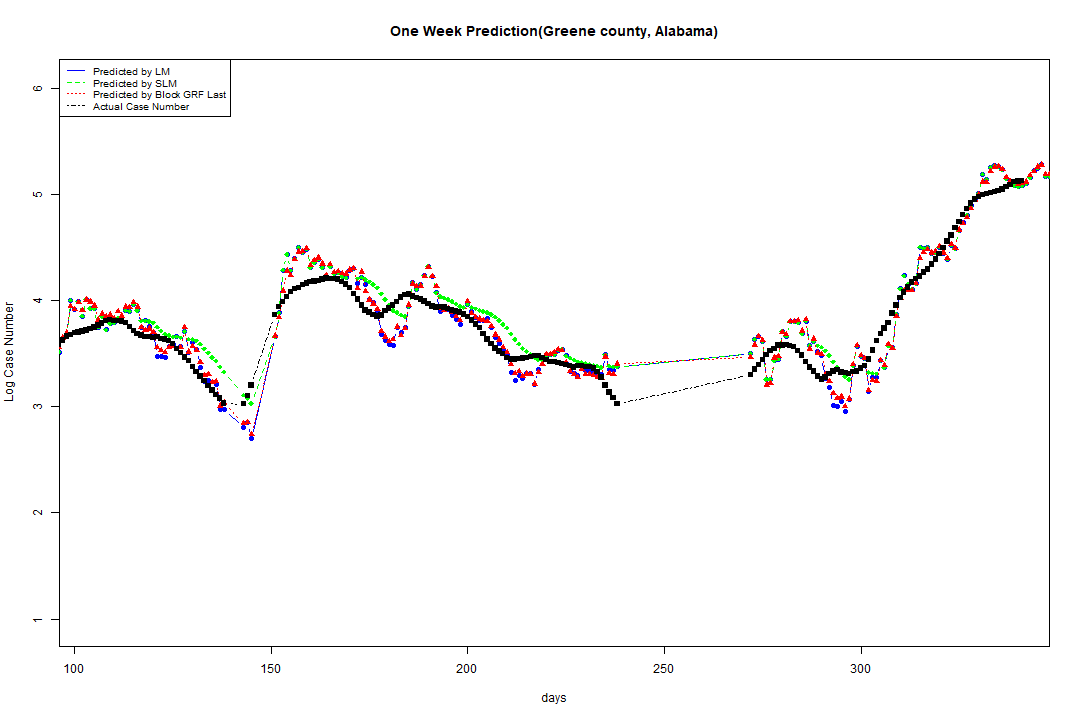 One Week Prediction(Greene county, Alabama)
Predicted by LM
Predicted by SLM
Predicted by Block GRF Last
Actual Case Number
6
5
4
3
2
1
Log Case Number
100 150 200 250 300
days